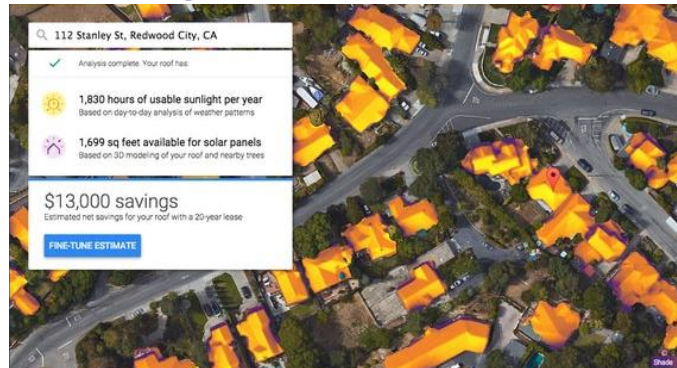 112 Stanley St, Redwood City, CA
Analysis complete. Your roof has:
1,830 hours of usable sunlight per year
Based on day-to-day analysis of weather patterns
1,699 sq feet available for solar panels
Based on 3D modeling of your roof and nearby trees
$13,000 savings
Estimated net savings for your roof with a 20-year lease
FINE-TUNE ESTIMATE
Shade